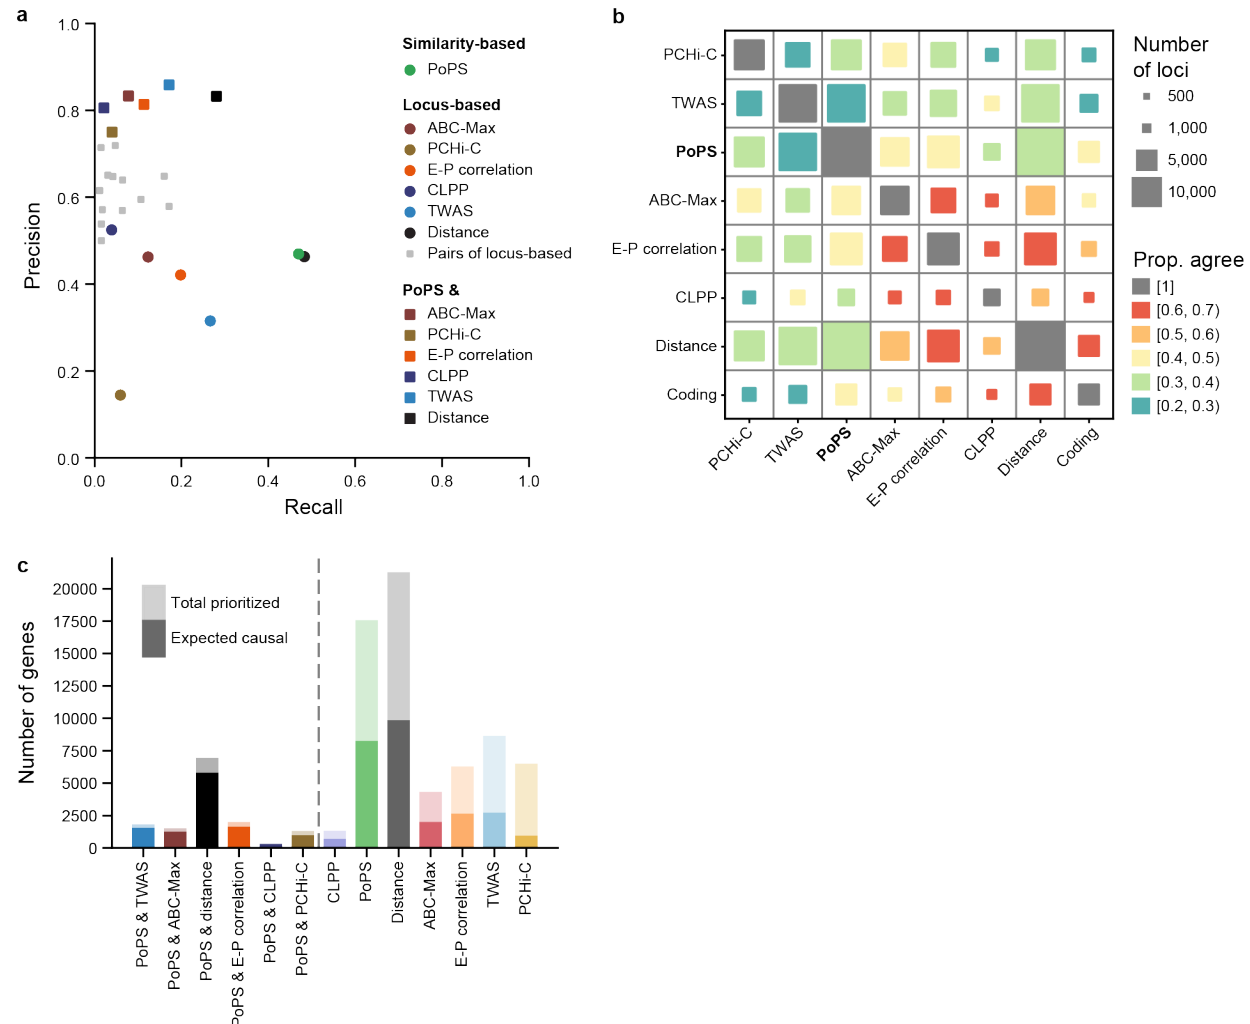 a
1.0
0.8
0.6
0.4
0.2
0.0
Precision
0.0 0.2 0.4 0.6 0.8 1.0
Recall
Similarity-based
PoPS
Locus-based
ABC-Max
PCHi-C
E-P correlation
CLPP
TWAS
Distance
Pairs of locus-based
PoPS &
ABC-Max
PCHi-C
E-P correlation
CLPP
TWAS
Distance
b
PCHi-C
TWAS
PoPS
ABC-Max
E-P correlation
CLPP
Distance
Coding
PCHi-C
TWAS
PoPS
ABC-Max
E-P correlation
CLPP
Distance
Coding
Number
of loci
500
1,000
5,000
10,000
Prop. agree
[1]
[0.6, 0.7)
[0.5, 0.6)
[0.4, 0.5)
[0.3, 0.4)
[0.2, 0.3)
c
20000
17500
15000
12500
10000
7500
5000
2500
0
Number of genes
Total prioritized
Expected causal
PoPS & TWAS
PoPS & ABC-Max
PoPS & distance
PoPS & E-P correlation
PoPS & CLPP
PoPS & PCHi-C
CLPP
PoPS
Distance
ABC-Max
E-P correlation
TWAS
PCHi-C